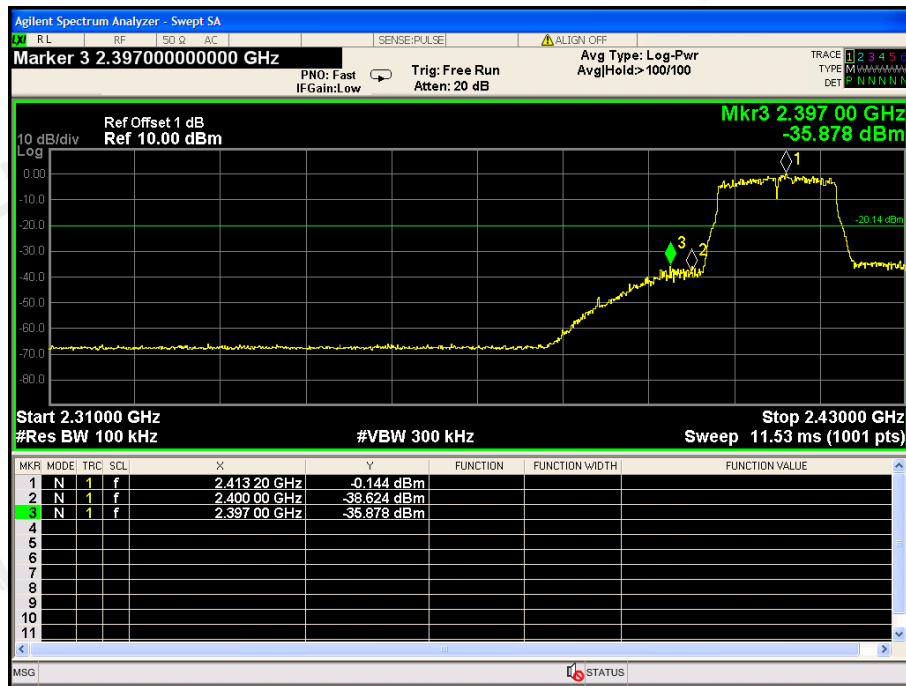 Agilent Spectrum Analyzer - Swept SA
LXI RL RF 50 Ω AC SENSE:PULSE ALIGN OFF
Marker 3 2.397000000000 GHz
PNO: Fast
IFGain:Low
Trig: Free Run
Atten: 20 dB
Avg Type: Log-Pwr
Avg|Hold:> 100/100
TRACE 1 2 3 4 5 6
TYPE M W W W W W
DET P N N N N N
Mkr3 2.397 00 GHz
-35.878 dBm
Ref Offset 1 dB
10 dB/div Ref 10.00 dBm
Log
1
0.00
-10.0
-20.0
-20.14 dBm
3
2
-30.0
-40.0
-50.0
-60.0
-70.0
-80.0
Start 2.31000 GHz Stop 2.43000 GHz
#Res BW 100 kHz #VBW 300 kHz Sweep 11.53 ms (1001 pts)
MKR MODE TRC SCL X Y FUNCTION FUNCTION WIDTH FUNCTION VALUE
1 N 1 f 2.413 20 GHz -0.144 dBm
2 N 1 f 2.400 00 GHz -38.624 dBm
3 N 1 f 2.397 00 GHz -35.878 dBm
4
5
6
7
8
9
10
11
MSG STATUS